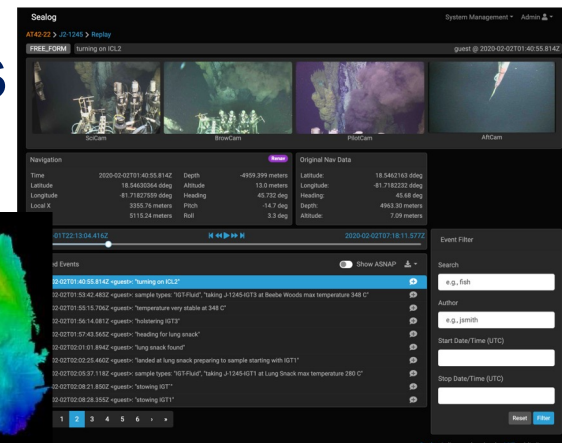 S
Sealog
System Management Admin
AT42-22 > J2-1245 > Replay
FREE_FORM turning on ICL2 guest @ 2020-02-02T01:40:55.814Z
SciCam BrowCam PilotCam AftCam
Navigation Renav
Time 2020-02-02T01:40:55.814Z Depth -4959.399 meters
Latitude 18.54630364 ddeg Altitude 13.0 meters
Longitude -81.71827559 ddeg Heading 45.732 deg
Local X 3355.76 meters Pitch -14.7 deg
5115.24 meters Roll 3.3 deg
Original Nav Data
Latitude: 18.5462163 ddeg
Longitude: -81.7182232 ddeg
Heading: 45.68 deg
Depth: 4963.30 meters
Altitude: 7.09 meters
-01T22:13:04.416Z 2020-02-02T07:18:11.577Z
d Events Show ASNAP
02-02T01:40:55.814Z <guest>: "turning on ICL2"
02-02T01:53:42.483Z <guest>: sample types: "IGT-Fluid", "taking J-1245-IGT3 at Beebe Woods max temperature 348 C"
02-02T01:55:15.706Z <guest>: "temperature very stable at 348 C"
02-02T01:56:14.081Z <guest>: "holstering IGT3"
02-02T01:57:43.565Z <guest>: "heading for lung snack"
02-02T02:01:01.894Z <guest>: "lung snack found"
02-02T02:02:25.460Z <guest>: "landed at lung snack preparing to sample starting with IGT1"
02-02T02:05:37.118Z <guest>: sample types: "IGT-Fluid", "taking J-1245-IGT1 at Lung Snack max temperature 280 C"
02-02T02:08:21.850Z <guest>: "stowing IGT"
02-02T02:08:28.355Z <guest>: "stowing IGT1"
1 2 3 4 5 6 › »
Event Filter
Search
e.g., fish
Author
e.g., jsmith
Start Date/Time (UTC)
Stop Date/Time (UTC)
Reset Filter